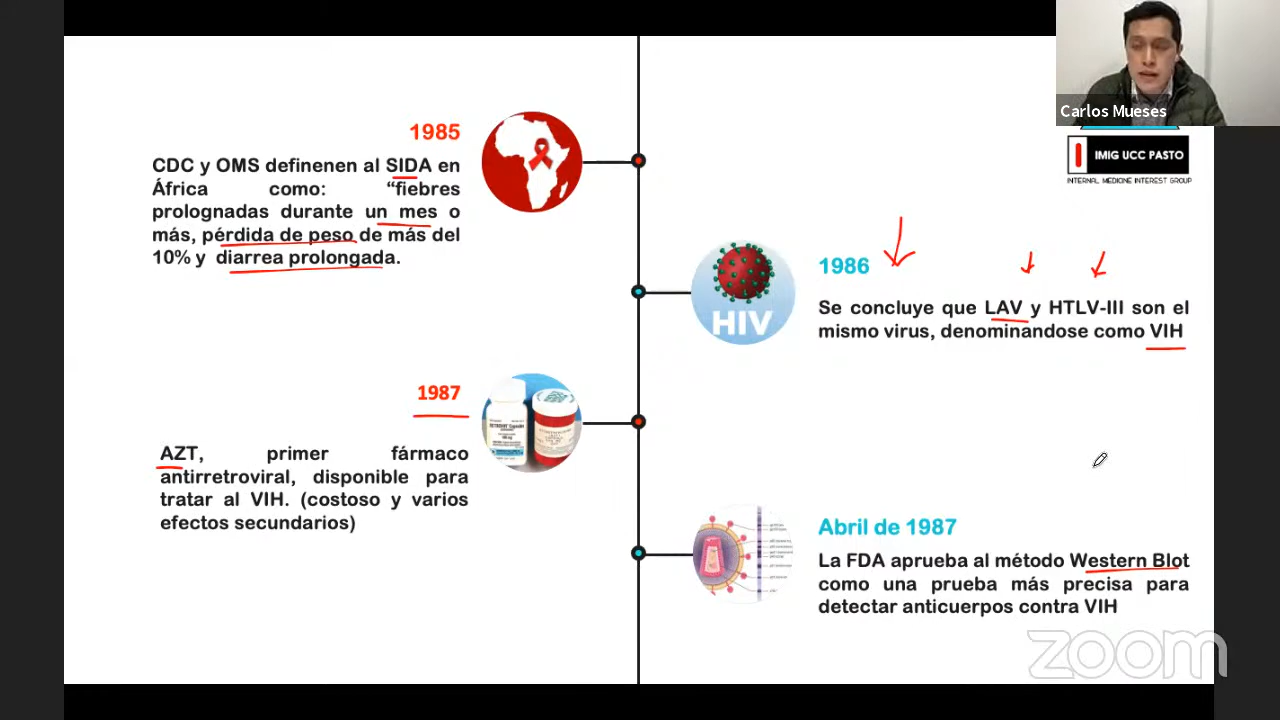 Carlos Mueses
IMIG UCC PASTO
INTERNAL MEDICINE INTEREST GROUP
1985
CDC y OMS definenen al SIDA en
África como: “fiebres
prolognadas durante un mes o
más, pérdida de peso de más del
10% y diarrea prolongada.
HIV
1986
Se concluye que LAV y HTLV-III son el
mismo virus, denominandose como VIH
1987
AZT, primer fármaco
antirretroviral, disponible para
tratar al VIH. (costoso y varios
efectos secundarios)
Abril de 1987
La FDA aprueba al método Western Blot
como una prueba más precisa para
detectar anticuerpos contra VIH
zoom